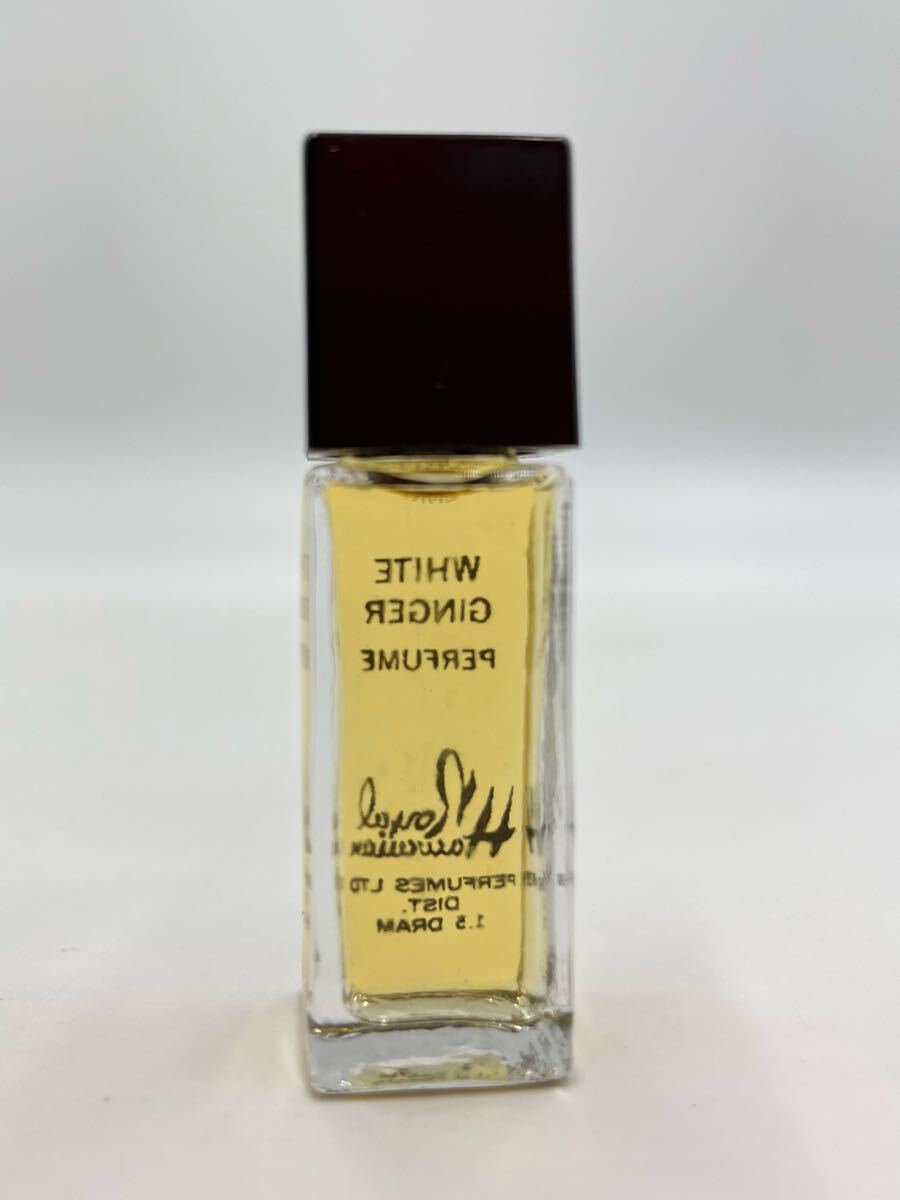 WHITE
GINGER
PERFUME
Royal
Hawaiian
PERFUMES LTD
DIST.
1.5 DRAM